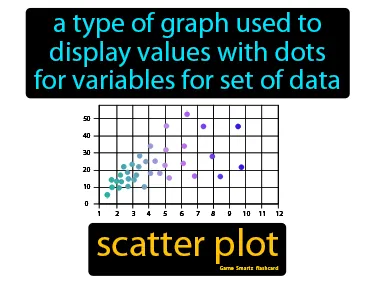 a type of graph used to
display values with dots
for variables for set of data
50
40
30
20
10
0
1 2 3 4 5 6 7 8 9 10 11 12
scatter plot
Game Smartz flashcard